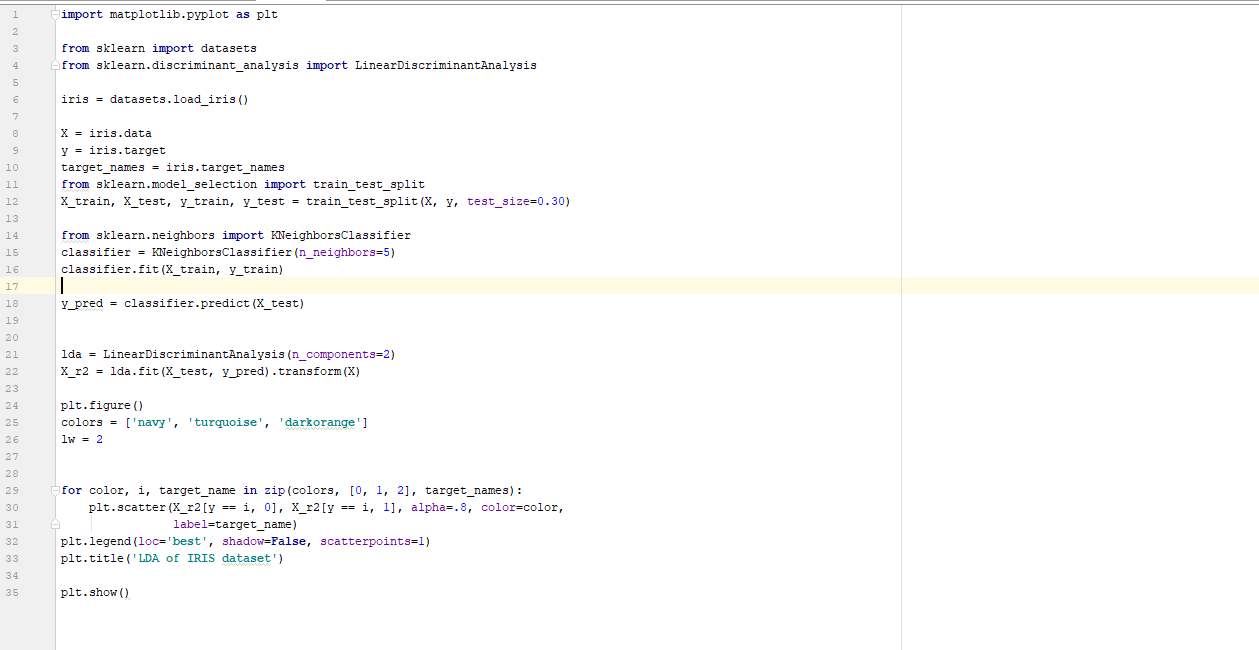 1 import matplotlib.pyplot as plt
2
3 from sklearn import datasets
4 from sklearn.discriminant_analysis import LinearDiscriminantAnalysis
5
6 iris = datasets.load_iris()
7
8 X = iris.data
9 y = iris.target
10 target_names = iris.target_names
11 from sklearn.model_selection import train_test_split
12 X_train, X_test, y_train, y_test = train_test_split(X, y, test_size=0.30)
13
14 from sklearn.neighbors import KNeighborsClassifier
15 classifier = KNeighborsClassifier(n_neighbors=5)
16 classifier.fit(X_train, y_train)
17
18 y_pred = classifier.predict(X_test)
19
20
21 lda = LinearDiscriminantAnalysis(n_components=2)
22 X_r2 = lda.fit(X_test, y_pred).transform(X)
23
24 plt.figure()
25 colors = ['navy', 'turquoise', 'darkorange']
26 lw = 2
27
28
29 for color, i, target_name in zip(colors, [0, 1, 2], target_names):
30     plt.scatter(X_r2[y == i, 0], X_r2[y == i, 1], alpha=.8, color=color,
31                 label=target_name)
32 plt.legend(loc='best', shadow=False, scatterpoints=1)
33 plt.title('LDA of IRIS dataset')
34
35 plt.show()